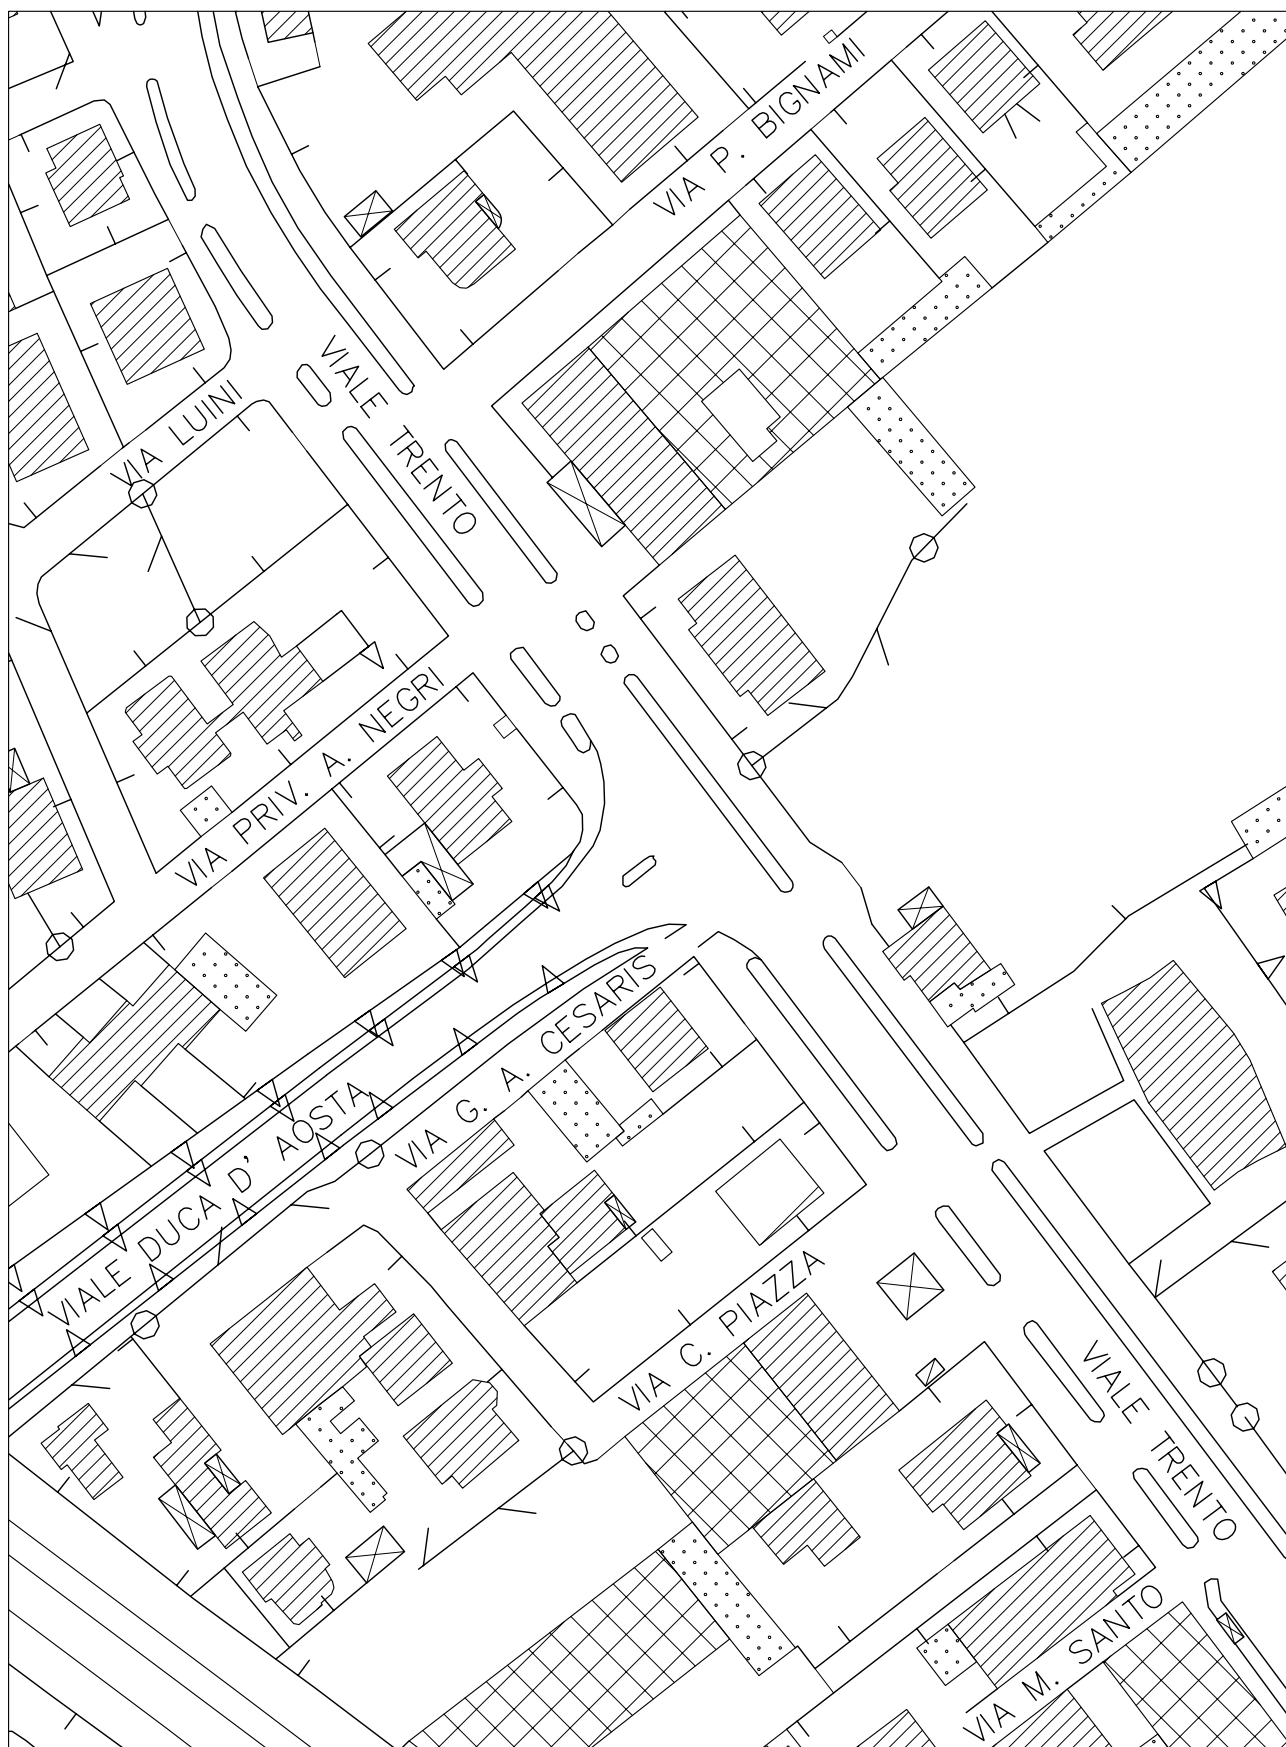 VIA P. BIGNAMI
VIALE TRENTO
VIA LUINI
VIA PRIV. A. NEGRI
VIA G. A. CESARIS
VIALE DUCA D' AOSTA
VIA C. PIAZZA
VIALE TRENTO
VIA M. SANTO